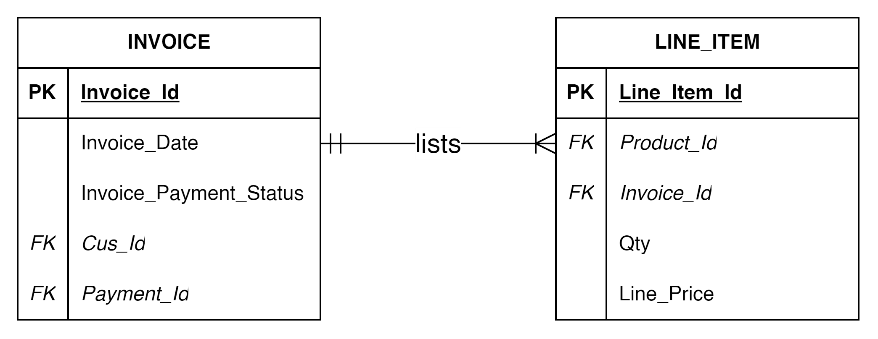 INVOICE
PK Invoice_Id
Invoice_Date
Invoice_Payment_Status
FK Cus_Id
FK Payment_Id
lists
LINE_ITEM
PK Line_Item_Id
FK Product_Id
FK Invoice_Id
Qty
Line_Price